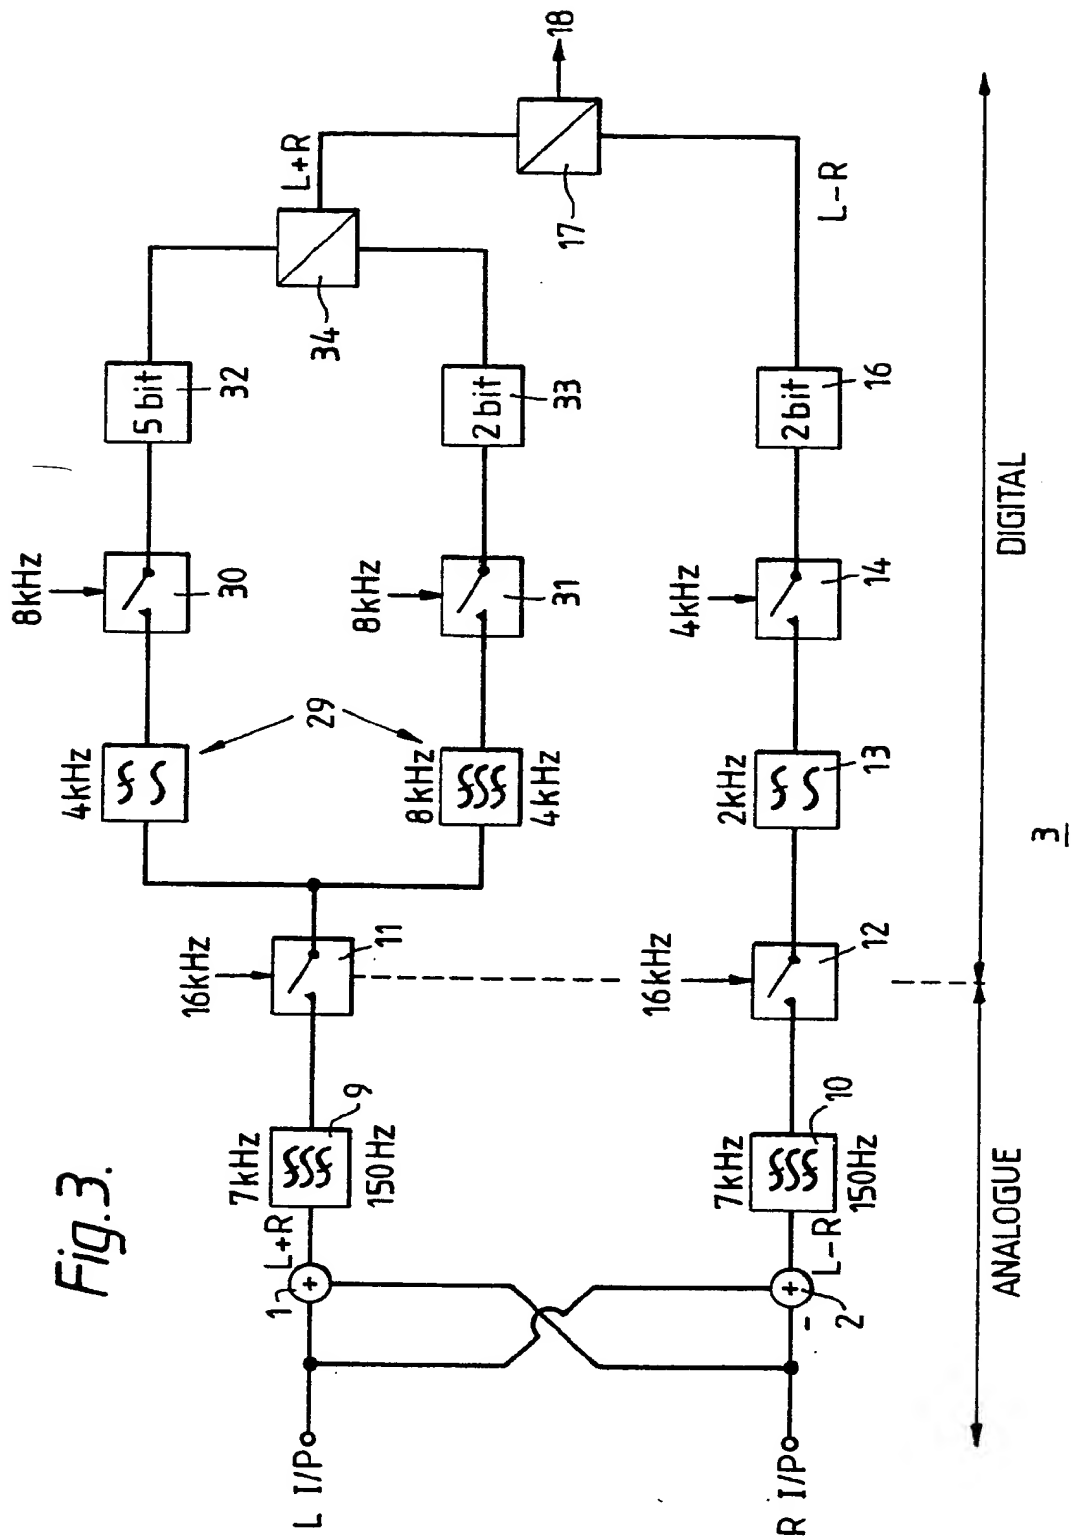 Fig.3.
L I/P
R I/P
1
L+R
2
L–R
–
+
+
7kHz
9
150Hz
7kHz
10
150Hz
16kHz
11
16kHz
12
4kHz
29
8kHz
4kHz
2kHz
13
8kHz
30
8kHz
31
4kHz
14
5 bit
32
2 bit
33
2 bit
16
34
L+R
17
L–R
18
ANALOGUE
DIGITAL
3